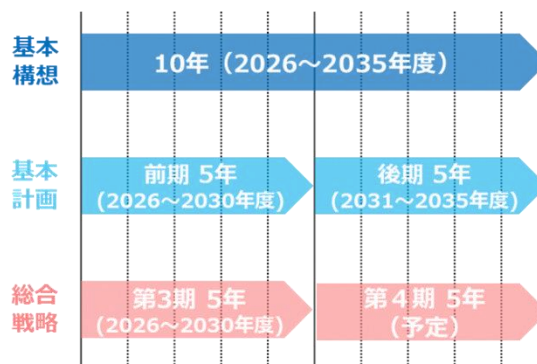 基本
構想
10年（2026～2035年度）
基本
計画
前期 5年
(2026～2030年度)
後期 5年
(2031～2035年度)
総合
戦略
第3期 5年
(2026～2030年度)
第４期 5年
（予定）